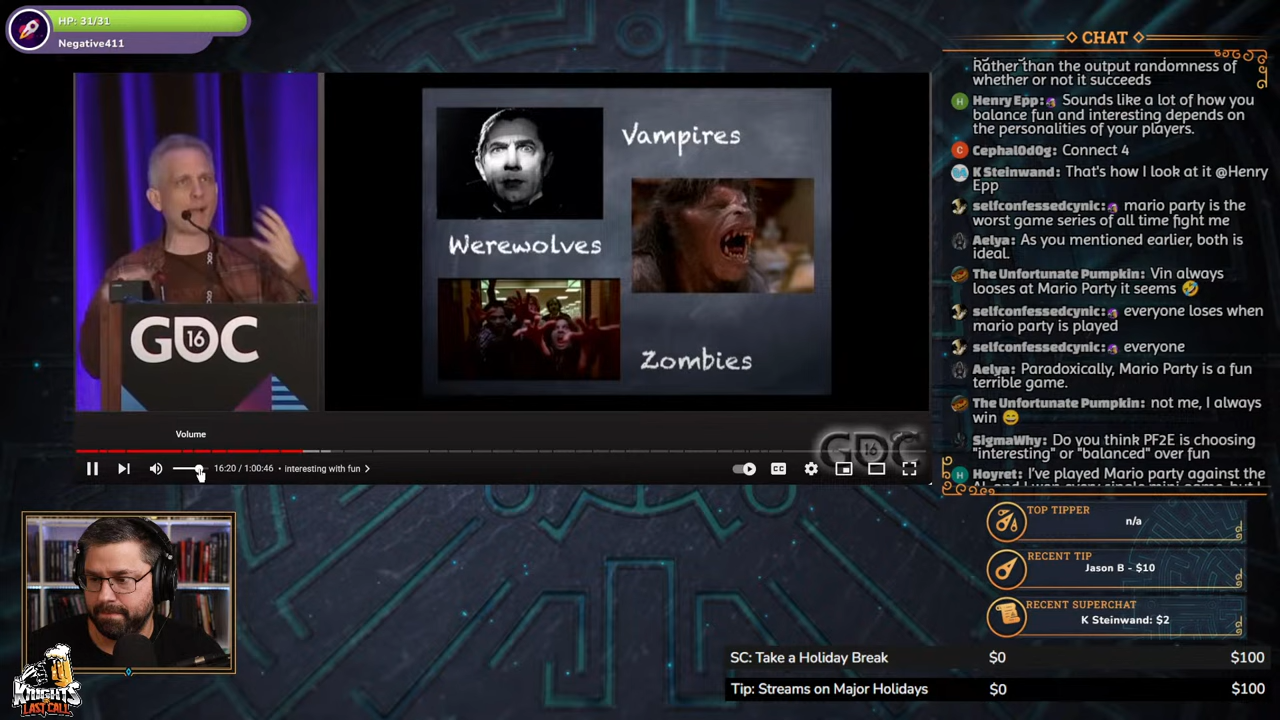 HP: 31/31
Negative411
Vampires
Werewolves
Zombies
GDC
16
GDC
16
Volume
16:20 / 1:00:46 • interesting with fun >
CC
KNIGHTS
OF
LAST CALL
CHAT
Rather than the output randomness of
whether or not it succeeds
Henry Epp: Sounds like a lot of how you
balance fun and interesting depends on
the personalities of your players.
Cephal0d0g: Connect 4
K Steinwand: That's how I look at it @Henry
Epp
selfconfessedcynic: mario party is the
worst game series of all time fight me
Aelya: As you mentioned earlier, both is
ideal.
The Unfortunate Pumpkin: Vin always
looses at Mario Party it seems 🤣
selfconfessedcynic: everyone loses when
mario party is played
selfconfessedcynic: everyone
Aelya: Paradoxically, Mario Party is a fun
terrible game.
The Unfortunate Pumpkin: not me, I always
win 😄
SigmaWhy: Do you think PF2E is choosing
"interesting" or "balanced" over fun
Hoyret: I've played Mario party against the
TOP TIPPER
n/a
RECENT TIP
Jason B - $10
RECENT SUPERCHAT
K Steinwand: $2
SC: Take a Holiday Break $0 $100
Tip: Streams on Major Holidays $0 $100